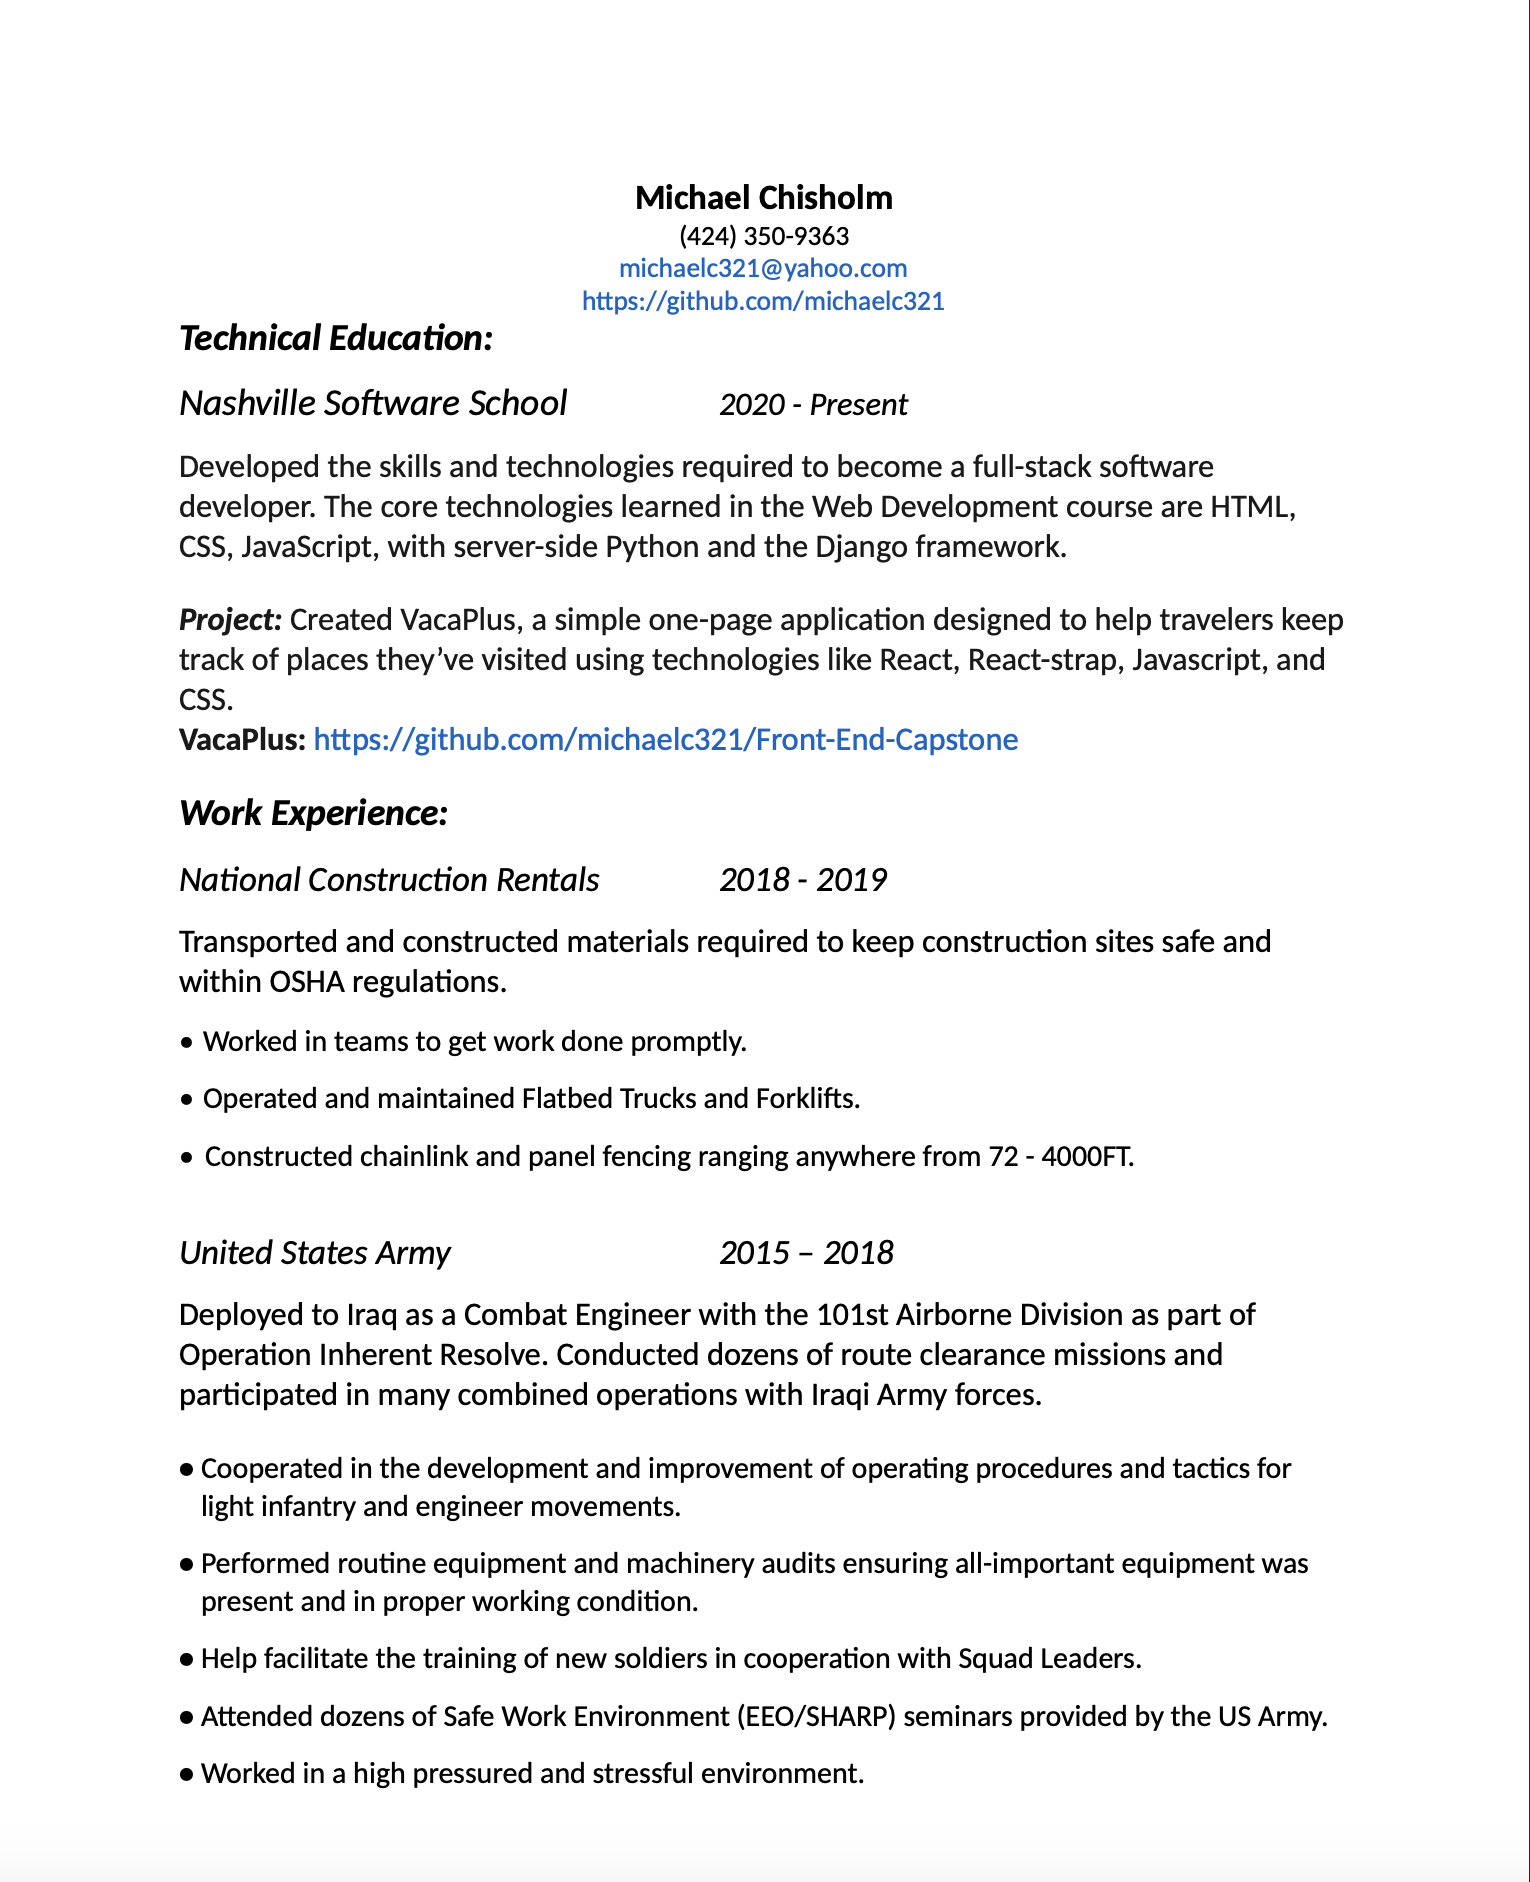 Michael Chisholm
(424) 350-9363
michaelc321@yahoo.com
https://github.com/michaelc321
Technical Education:
Nashville Software School 2020 - Present
Developed the skills and technologies required to become a full-stack software
developer. The core technologies learned in the Web Development course are HTML,
CSS, JavaScript, with server-side Python and the Django framework.
Project: Created VacaPlus, a simple one-page application designed to help travelers keep
track of places they’ve visited using technologies like React, React-strap, Javascript, and
CSS.
VacaPlus: https://github.com/michaelc321/Front-End-Capstone
Work Experience:
National Construction Rentals 2018 - 2019
Transported and constructed materials required to keep construction sites safe and
within OSHA regulations.
• Worked in teams to get work done promptly.
• Operated and maintained Flatbed Trucks and Forklifts.
• Constructed chainlink and panel fencing ranging anywhere from 72 - 4000FT.
United States Army 2015 – 2018
Deployed to Iraq as a Combat Engineer with the 101st Airborne Division as part of
Operation Inherent Resolve. Conducted dozens of route clearance missions and
participated in many combined operations with Iraqi Army forces.
● Cooperated in the development and improvement of operating procedures and tactics for
light infantry and engineer movements.
● Performed routine equipment and machinery audits ensuring all-important equipment was
present and in proper working condition.
● Help facilitate the training of new soldiers in cooperation with Squad Leaders.
● Attended dozens of Safe Work Environment (EEO/SHARP) seminars provided by the US Army.
● Worked in a high pressured and stressful environment.